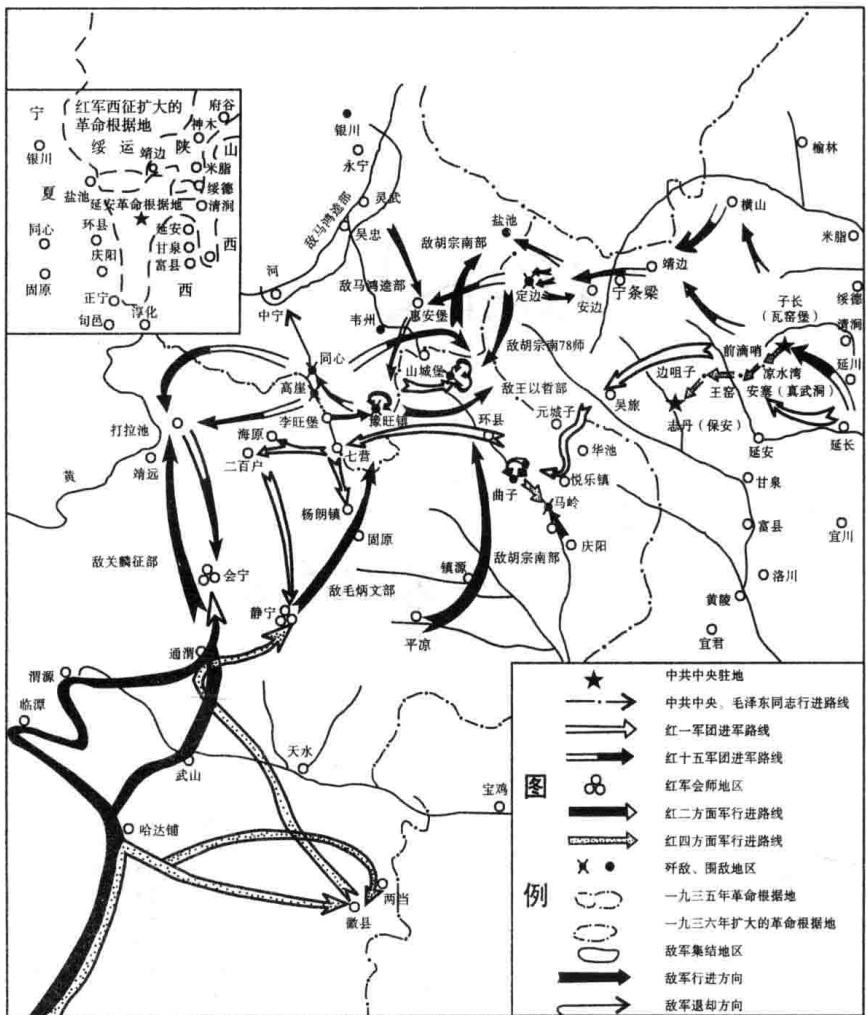 红军西征扩大的
革命根据地
宁
夏
绥
运
陕
山
西
西
府谷
神木
银川
靖边
米脂
盐池
绥德
延安革命根据地
清涧
同心
环县
延安
庆阳
甘泉
固原
富县
正宁
淳化
旬邑
银川
永宁
榆林
灵武
敌马鸿逵部
盐池
横山
吴忠
敌胡宗南部
米脂
河
敌马鸿逵部
靖边
定边
惠安堡
安边
宁条梁
中宁
韦州
子长
(瓦窑堡)
绥德
清涧
同心
敌胡宗南78师
前滴哨
山城堡
边咀子
凉水湾
延川
高崖
王窑
安塞(真武洞)
敌王以哲部
吴旅
李旺堡
豫旺镇
元城子
打拉池
海原
环县
志丹(保安)
华池
延安
延长
二百户
七营
黄
靖远
悦乐镇
曲子
甘泉
杨朗镇
马岭
固原
富县
宜川
庆阳
敌关麟征部
敌胡宗南部
会宁
镇源
洛川
敌毛炳文部
静宁
黄陵
平凉
宜君
通渭
渭源
临潭
天水
武山
宝鸡
哈达铺
两当
徽县
图
例
中共中央驻地
中共中央、毛泽东同志行进路线
红一军团进军路线
红十五军团进军路线
红军会师地区
红二方面军行进路线
红四方面军行进路线
歼敌、围敌地区
一九三五年革命根据地
一九三六年扩大的革命根据地
敌军集结地区
敌军行进方向
敌军退却方向